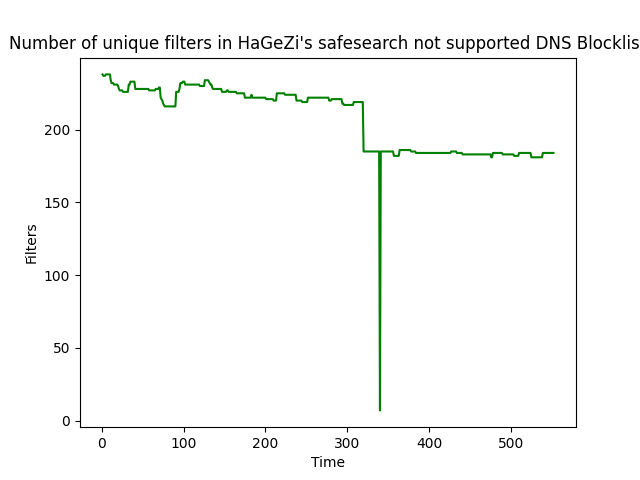 Number of unique filters in HaGeZi's safesearch not supported DNS Blocklis
200
150
100
50
0
Filters
0 100 200 300 400 500
Time